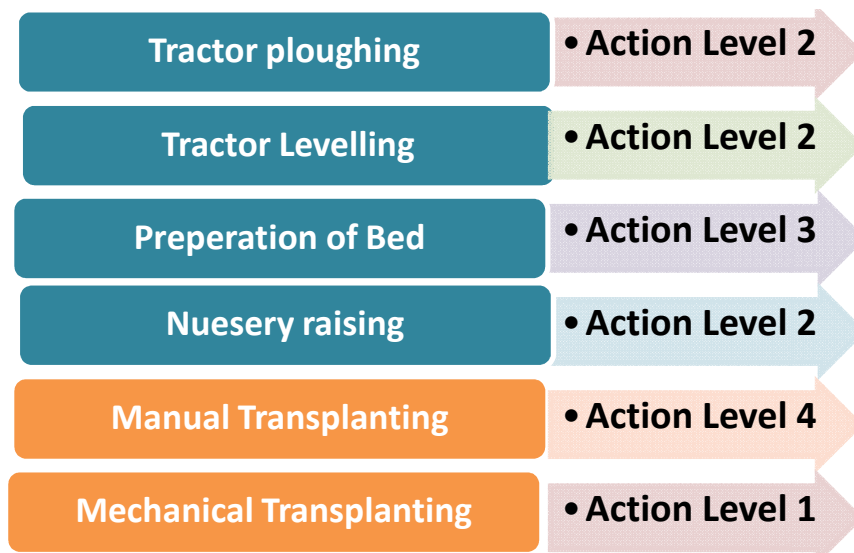 Tractor ploughing
• Action Level 2
Tractor Levelling
• Action Level 2
Preperation of Bed
• Action Level 3
Nuesery raising
• Action Level 2
Manual Transplanting
• Action Level 4
Mechanical Transplanting
• Action Level 1